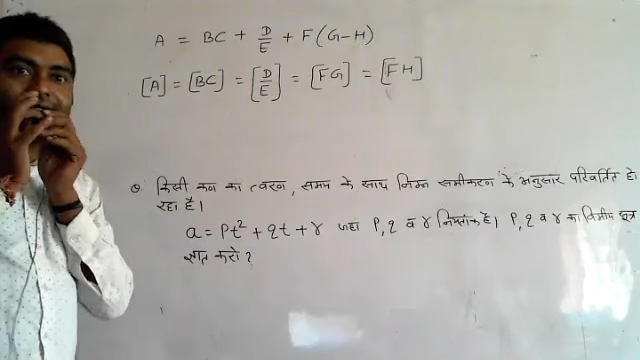 A = BC + D/E + F(G-H)
[A] = [BC] = [D/E] = [FG] = [FH]
Q. किसी कण का त्वरण, समय के साथ निम्न समीकरण के अनुसार परिवर्तित हो
रहा है।
a = Pt² + qt + r जहां P, q व r नियतांक है। P, q व r का विमीय सूत्र
ज्ञात करो?